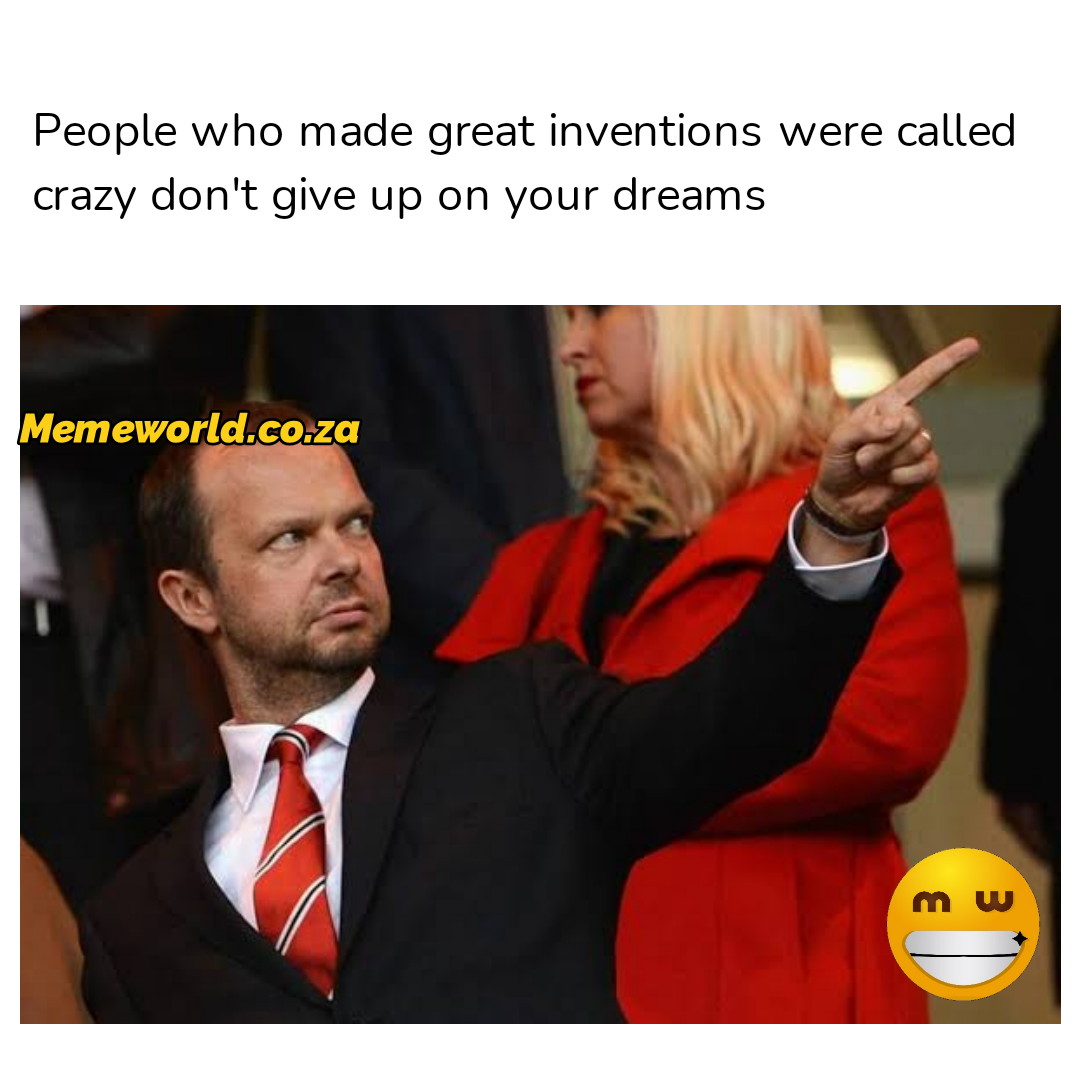 People who made great inventions were called
crazy don't give up on your dreams
Memeworld.co.za
m w